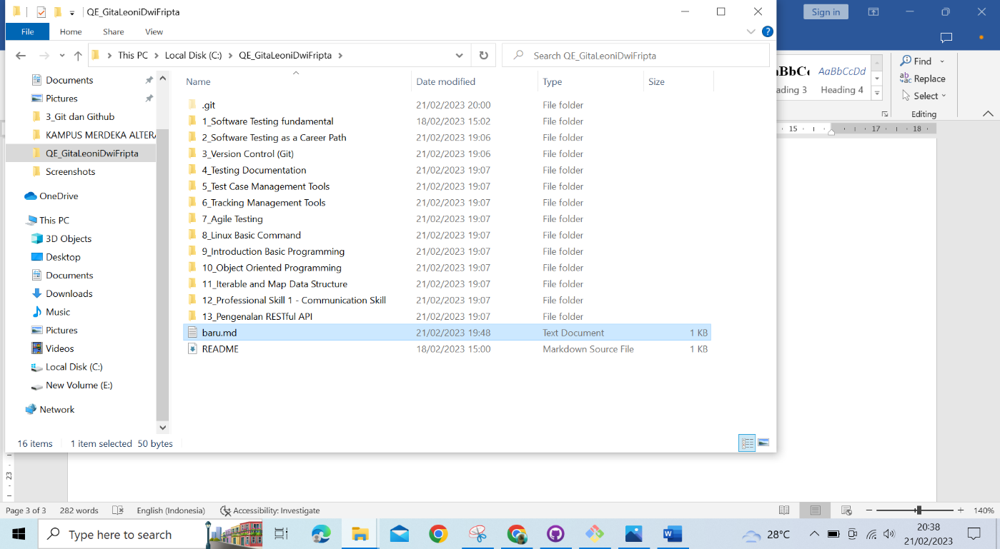 QE_GitaLeoniDwiFripta
Sign in
File Home Share View
This PC Local Disk (C:) QE_GitaLeoniDwiFripta
Search QE_GitaLeoniDwiFripta
Documents
Pictures
3_Git dan Github
KAMPUS MERDEKA ALTERA
QE_GitaLeoniDwiFripta
Screenshots
OneDrive
This PC
3D Objects
Desktop
Documents
Downloads
Music
Pictures
Videos
Local Disk (C:)
New Volume (E:)
Network
Name Date modified Type Size
.git 21/02/2023 20:00 File folder
1_Software Testing fundamental 18/02/2023 15:02 File folder
2_Software Testing as a Career Path 21/02/2023 19:06 File folder
3_Version Control (Git) 21/02/2023 19:06 File folder
4_Testing Documentation 21/02/2023 19:07 File folder
5_Test Case Management Tools 21/02/2023 19:07 File folder
6_Tracking Management Tools 21/02/2023 19:07 File folder
7_Agile Testing 21/02/2023 19:07 File folder
8_Linux Basic Command 21/02/2023 19:07 File folder
9_Introduction Basic Programming 21/02/2023 19:07 File folder
10_Object Oriented Programming 21/02/2023 19:07 File folder
11_Iterable and Map Data Structure 21/02/2023 19:07 File folder
12_Professional Skill 1 - Communication Skill 21/02/2023 19:07 File folder
13_Pengenalan RESTful API 21/02/2023 19:07 File folder
baru.md 21/02/2023 19:48 Text Document 1 KB
README 18/02/2023 15:00 Markdown Source File 1 KB
16 items 1 item selected 50 bytes
BbCc AaBbCcDd
ading 3 Heading 4
Find
Replace
Select
Editing
15 17 18
23
Page 3 of 3 282 words English (Indonesia) Accessibility: Investigate
140%
Type here to search
28°C
20:38
21/02/2023